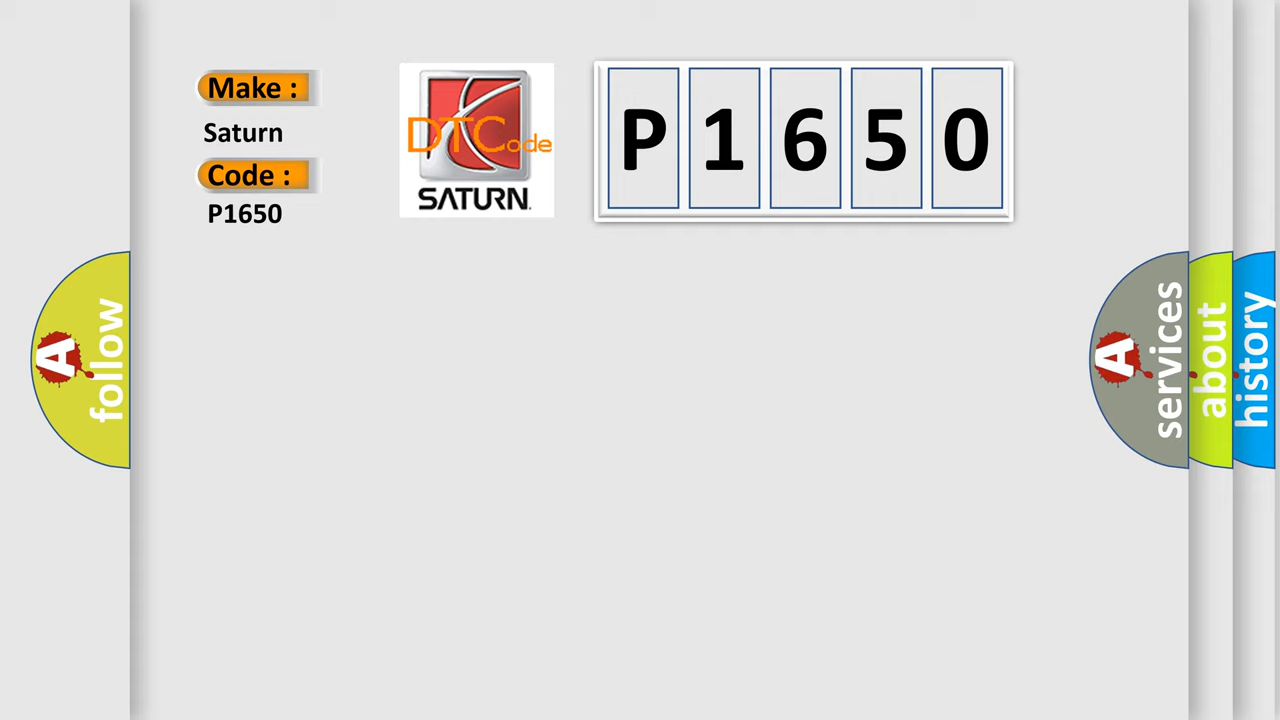 Make :
Saturn
Code :
P1650
DTCode
SATURN
P 1 6 5 0
A follow
A services
about
history